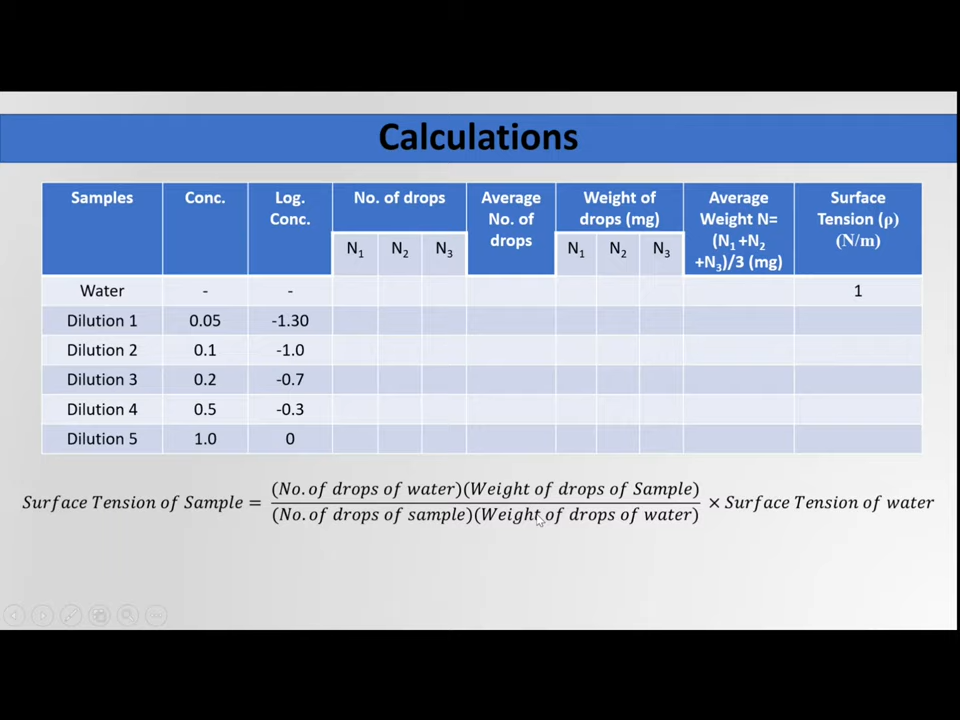 Calculations
Samples Conc. Log. Conc. No. of drops Average No. of drops Weight of drops (mg) Average Weight N= (N₁ +N₂ +N₃)/3 (mg) Surface Tension (ρ) (N/m)
N₁ N₂ N₃ N₁ N₂ N₃
Water - - 1
Dilution 1 0.05 -1.30
Dilution 2 0.1 -1.0
Dilution 3 0.2 -0.7
Dilution 4 0.5 -0.3
Dilution 5 1.0 0
Surface Tension of Sample = (No. of drops of water)(Weight of drops of Sample) × Surface Tension of water
(No. of drops of sample)(Weight of drops of water)